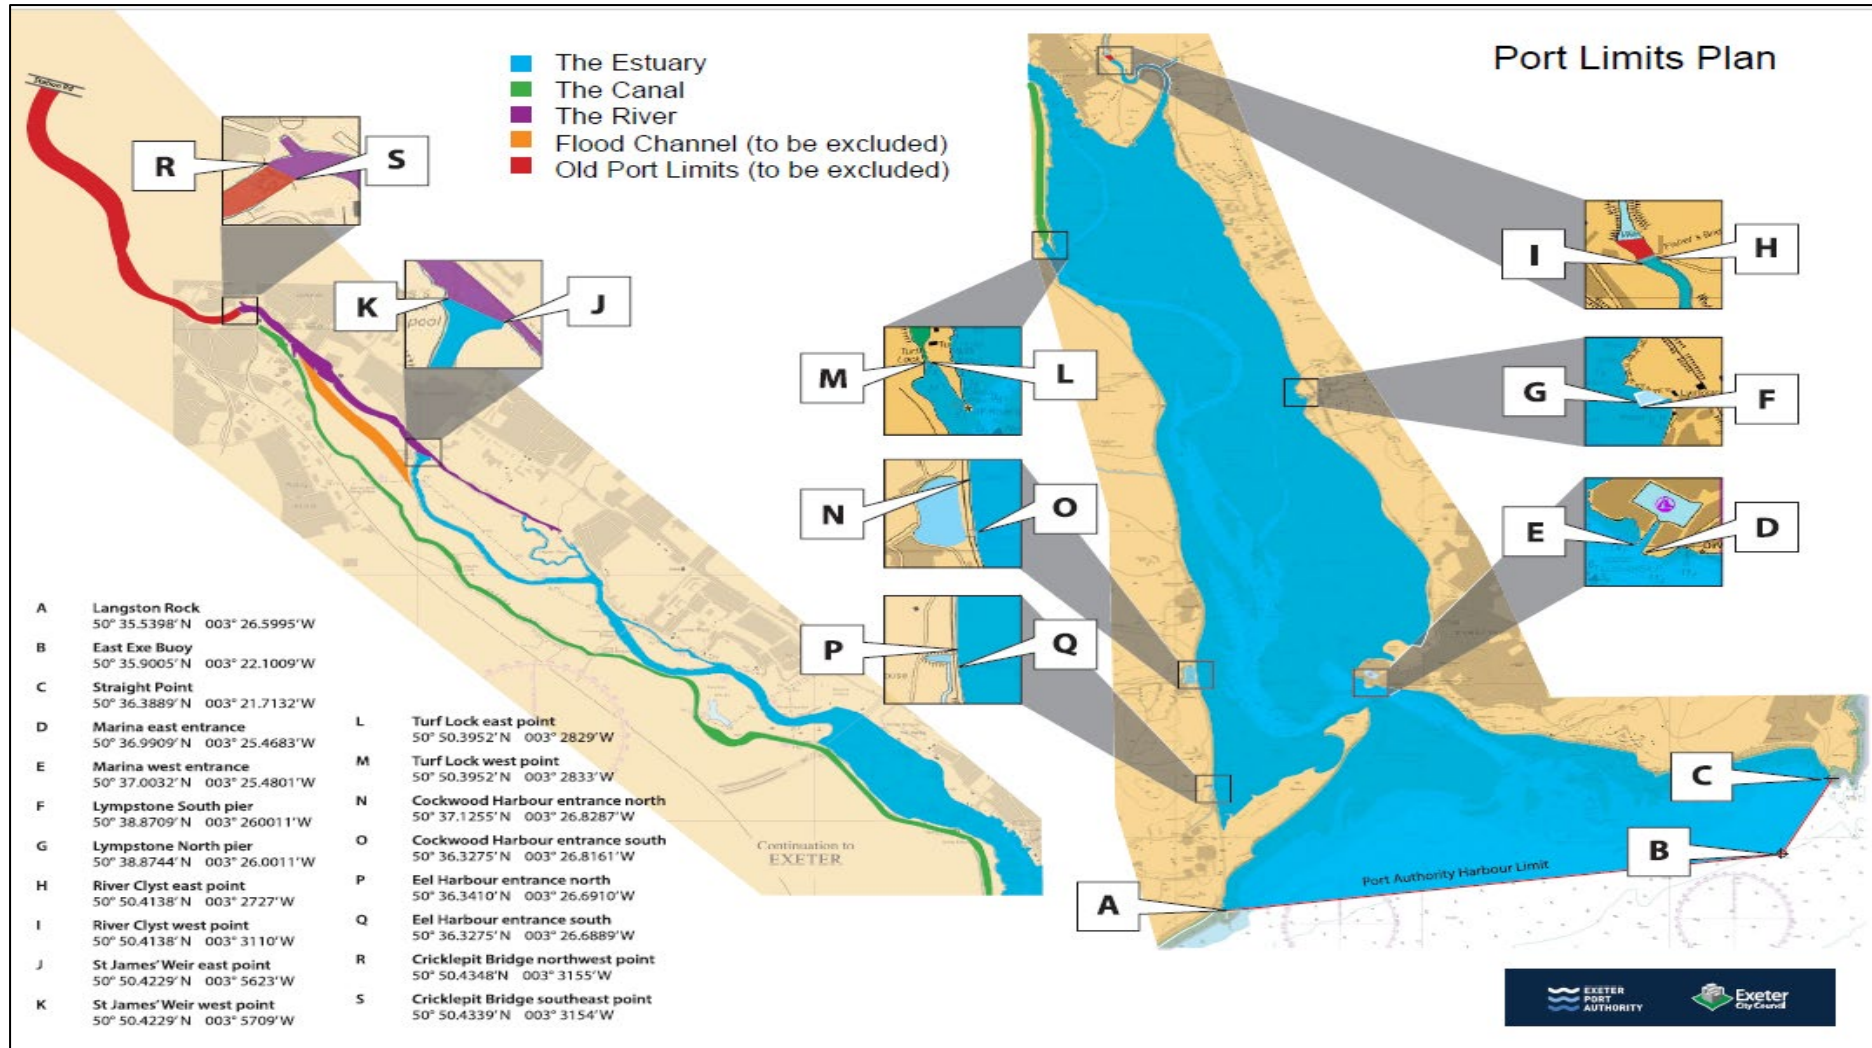 Port Limits Plan
The Estuary
The Canal
The River
Flood Channel (to be excluded)
Old Port Limits (to be excluded)
Station Rd
R
S
K
J
pool
I
H
M
L
G
F
N
O
E
D
P
Q
C
B
A
Port Authority Harbour Limit
Continuation to
EXETER
A Langston Rock
50° 35.5398' N 003° 26.5995'W
B East Exe Buoy
50° 35.9005' N 003° 22.1009'W
C Straight Point
50° 36.3889' N 003° 21.7132'W
D Marina east entrance
50° 36.9909' N 003° 25.4683'W
E Marina west entrance
50° 37.0032' N 003° 25.4801'W
F Lympstone South pier
50° 38.8709' N 003° 260011'W
G Lympstone North pier
50° 38.8744' N 003° 26.0011'W
H River Clyst east point
50° 50.4138' N 003° 2727'W
I River Clyst west point
50° 50.4138' N 003° 3110'W
J St James' Weir east point
50° 50.4229' N 003° 5623'W
K St James' Weir west point
50° 50.4229' N 003° 5709'W
L Turf Lock east point
50° 50.3952' N 003° 2829'W
M Turf Lock west point
50° 50.3952' N 003° 2833'W
N Cockwood Harbour entrance north
50° 37.1255' N 003° 26.8287'W
O Cockwood Harbour entrance south
50° 36.3275' N 003° 26.8161'W
P Eel Harbour entrance north
50° 36.3410' N 003° 26.6910'W
Q Eel Harbour entrance south
50° 36.3275' N 003° 26.6889'W
R Cricklepit Bridge northwest point
50° 50.4348'N 003° 3155'W
S Cricklepit Bridge southeast point
50° 50.4339'N 003° 3154'W
EXETER
PORT
AUTHORITY
Exeter
City Council